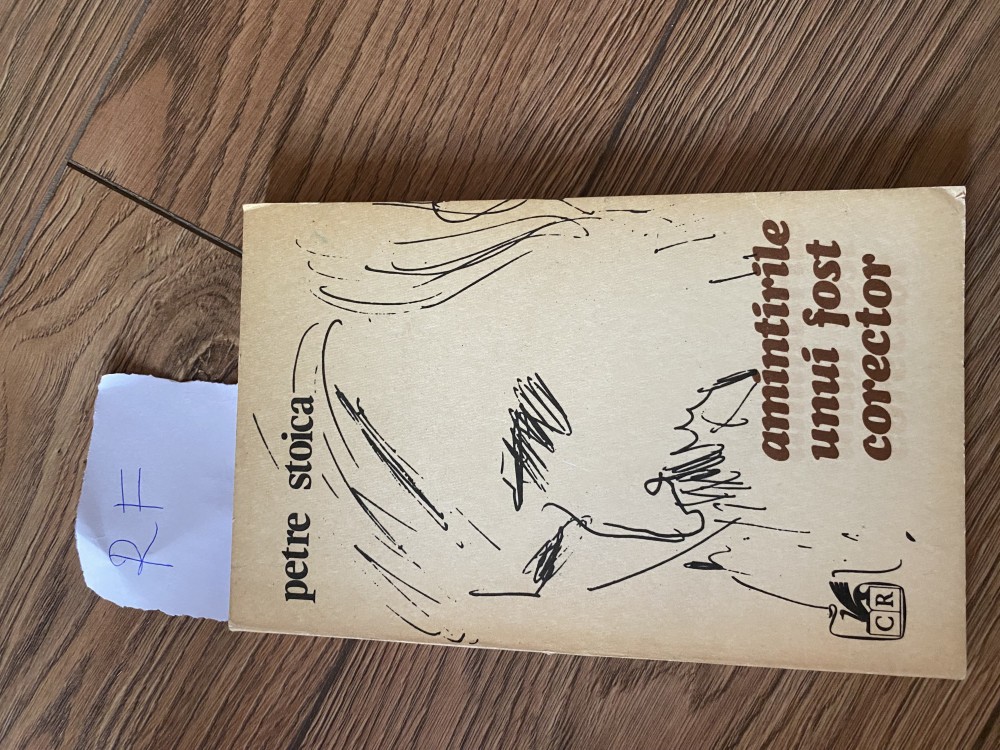 RF
petre stoica
amintirile
unui fost
corector
CR